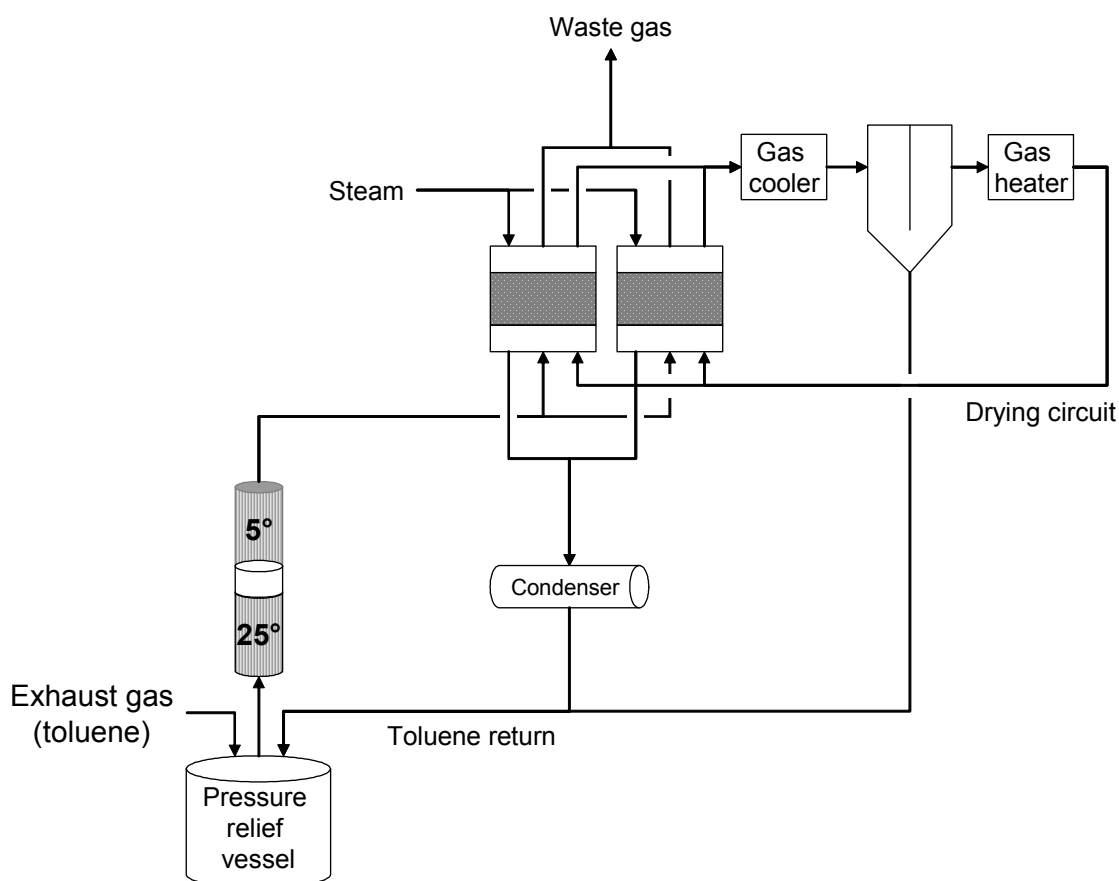 Waste gas
Steam
Gas
cooler
Gas
heater
Drying circuit
5°
25°
Condenser
Exhaust gas
(toluene)
Toluene return
Pressure
relief
vessel